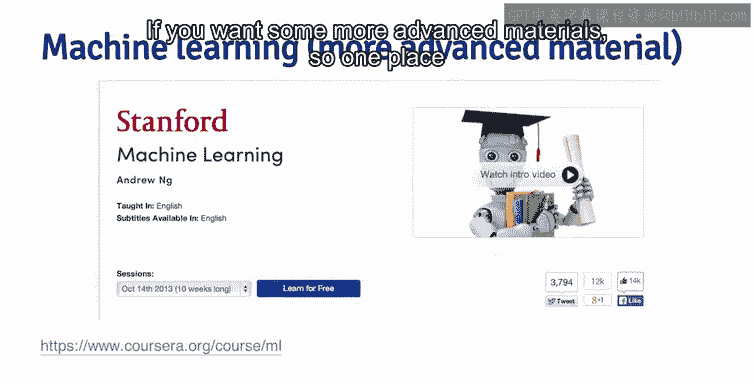 If you want some more advanced materials,
so one place
Machine learning (more advanced material)
Stanford
Machine Learning
Andrew Ng
Taught In: English
Subtitles Available In: English
Watch intro video
Sessions:
Oct 14th 2013 (10 weeks long)
Learn for Free
3,794
12k
14k
Tweet
+1
Like
https://www.coursera.org/course/ml